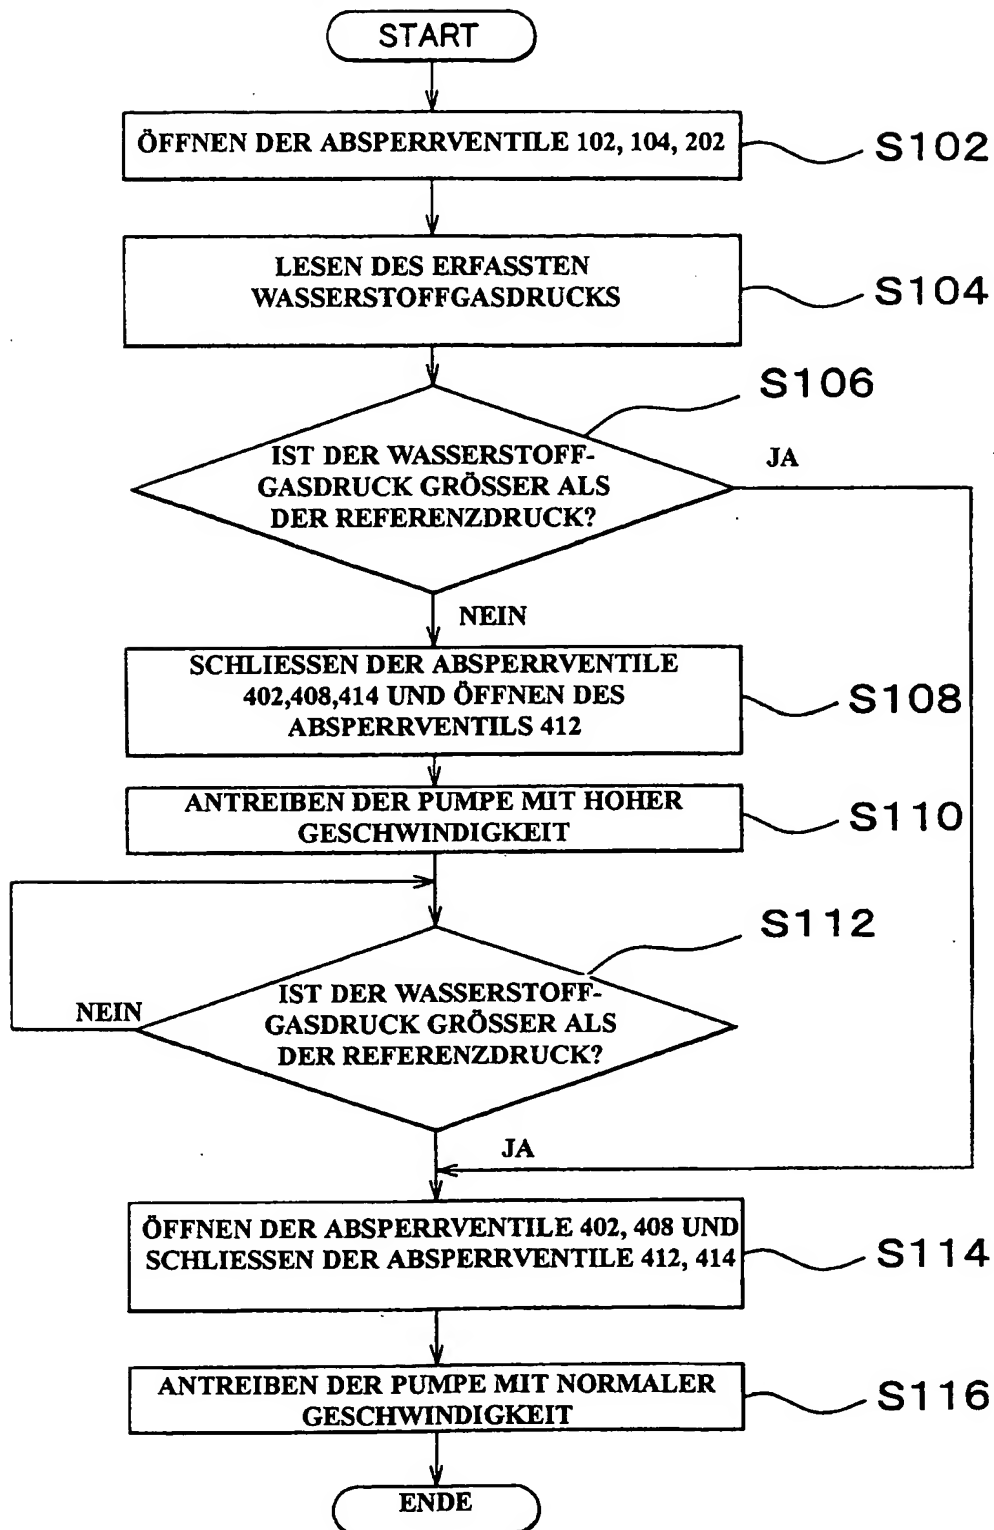 START
ÖFFNEN DER ABSPERRVENTILE 102, 104, 202
S102
LESEN DES ERFASSTEN
WASSERSTOFFGASDRUCKS
S104
S106
IST DER WASSERSTOFF-
GASDRUCK GRÖSSER ALS
DER REFERENZDRUCK?
JA
NEIN
SCHLIESSEN DER ABSPERRVENTILE
402,408,414 UND ÖFFNEN DES
ABSPERRVENTILS 412
S108
ANTREIBEN DER PUMPE MIT HOHER
GESCHWINDIGKEIT
S110
S112
IST DER WASSERSTOFF-
GASDRUCK GRÖSSER ALS
DER REFERENZDRUCK?
NEIN
JA
ÖFFNEN DER ABSPERRVENTILE 402, 408 UND
SCHLIESSEN DER ABSPERRVENTILE 412, 414
S114
ANTREIBEN DER PUMPE MIT NORMALER
GESCHWINDIGKEIT
S116
ENDE